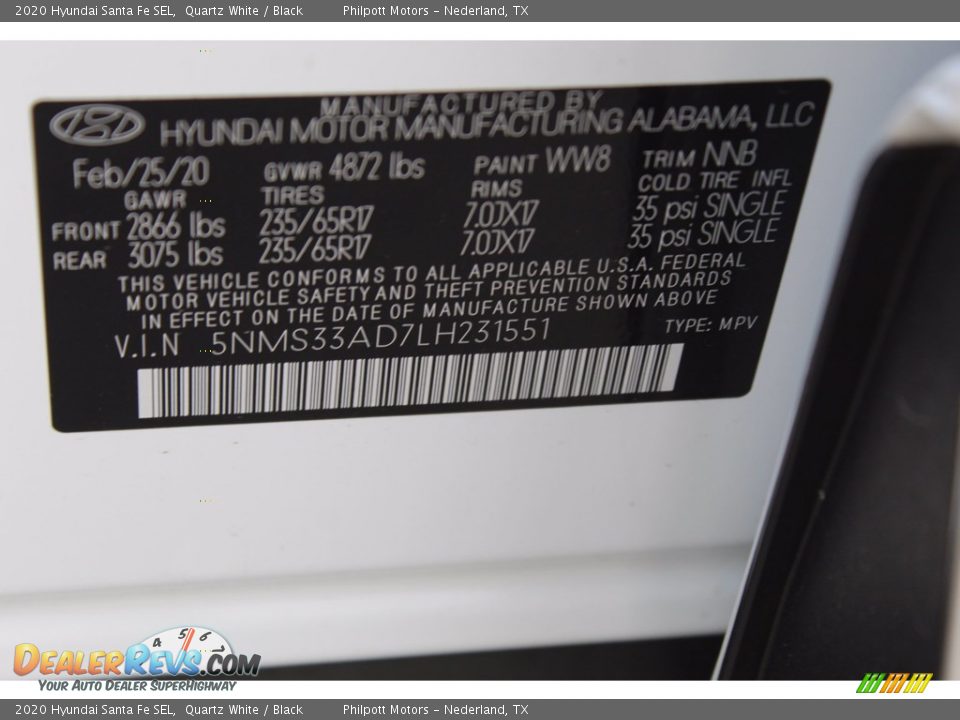 2020 Hyundai Santa Fe SEL, Quartz White / Black Philpott Motors - Nederland, TX
MANUFACTURED BY
HYUNDAI MOTOR MANUFACTURING ALABAMA, LLC
Feb/25/20 GVWR 4872 lbs PAINT WW8 TRIM NNB
GAWR TIRES RIMS COLD TIRE INFL
FRONT 2866 lbs 235/65R17 7.0JX17 35 psi SINGLE
REAR 3075 lbs 235/65R17 7.0JX17 35 psi SINGLE
THIS VEHICLE CONFORMS TO ALL APPLICABLE U.S.A. FEDERAL
MOTOR VEHICLE SAFETY AND THEFT PREVENTION STANDARDS
IN EFFECT ON THE DATE OF MANUFACTURE SHOWN ABOVE
V.I.N 5NMS33AD7LH231551 TYPE: MPV
4 5 6 7
DEALERREVS.COM
YOUR AUTO DEALER SUPERHIGHWAY
2020 Hyundai Santa Fe SEL, Quartz White / Black Philpott Motors - Nederland, TX